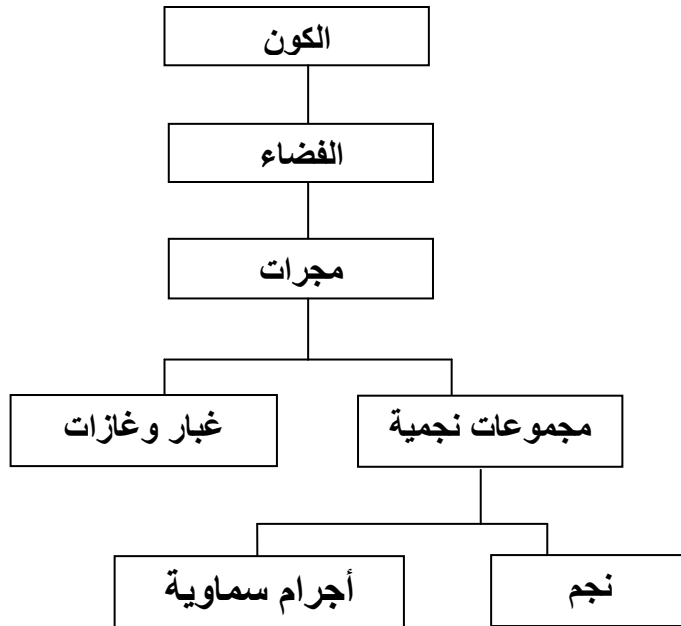 الكون
الفضاء
مجرات
مجموعات نجمية
غبار وغازات
نجم
أجرام سماوية